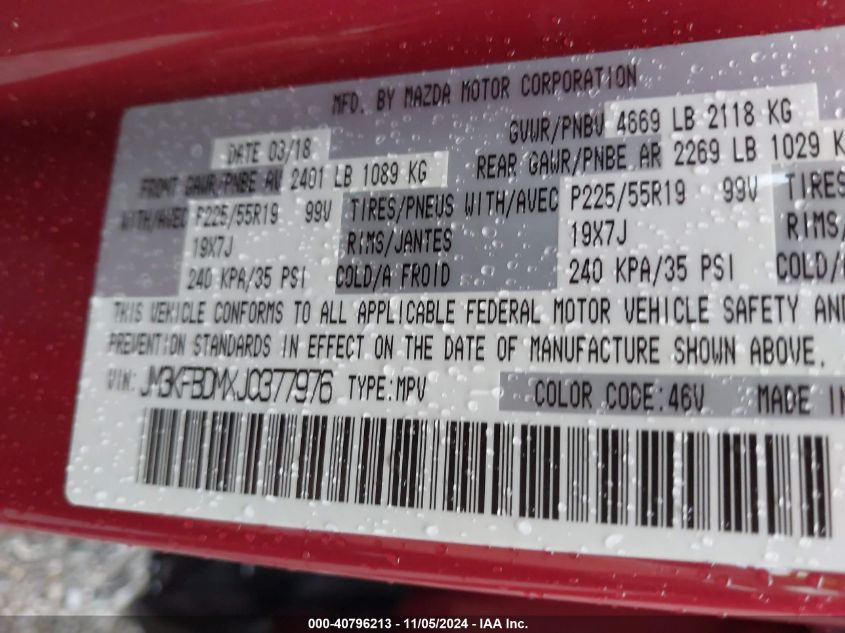 MFD. BY MAZDA MOTOR CORPORATION
DATE 03/18 GVWR/PNBV 4669 LB 2118 KG
FRONT GAWR/PNBE AV 2401 LB 1089 KG REAR GAWR/PNBE AR 2269 LB 1029 K
WITH/AVEC P225/55R19 99V TIRES/PNEUS WITH/AVEC P225/55R19 99V TIRES
19X7J RIMS/JANTES 19X7J RIMS/
240 KPA/35 PSI COLD/A FROID 240 KPA/35 PSI COLD/
THIS VEHICLE CONFORMS TO ALL APPLICABLE FEDERAL MOTOR VEHICLE SAFETY AND
PREVENTION STANDARDS IN EFFECT ON THE DATE OF MANUFACTURE SHOWN ABOVE.
VIN: JM3KFBDMXJ0377976 TYPE:MPV COLOR CODE:46V MADE IN
000-40796213 - 11/05/2024 - IAA Inc.